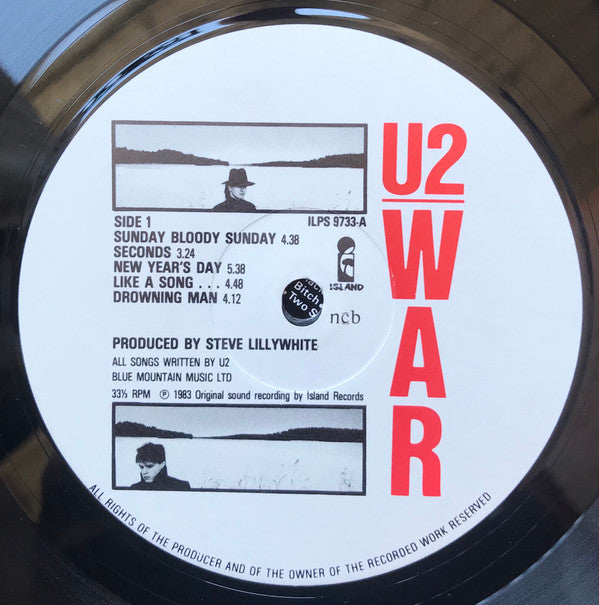 U2
WAR
SIDE 1 ILPS 9733-A
SUNDAY BLOODY SUNDAY 4.38
SECONDS 3.24
NEW YEAR'S DAY 5.38
LIKE A SONG . . . 4.48
DROWNING MAN 4.12
ISLAND
Bitch
Two S
ncb
PRODUCED BY STEVE LILLYWHITE
ALL SONGS WRITTEN BY U2
BLUE MOUNTAIN MUSIC LTD
33⅓ RPM ℗ 1983 Original sound recording by Island Records
ALL RIGHTS OF THE PRODUCER AND OF THE OWNER OF THE RECORDED WORK RESERVED